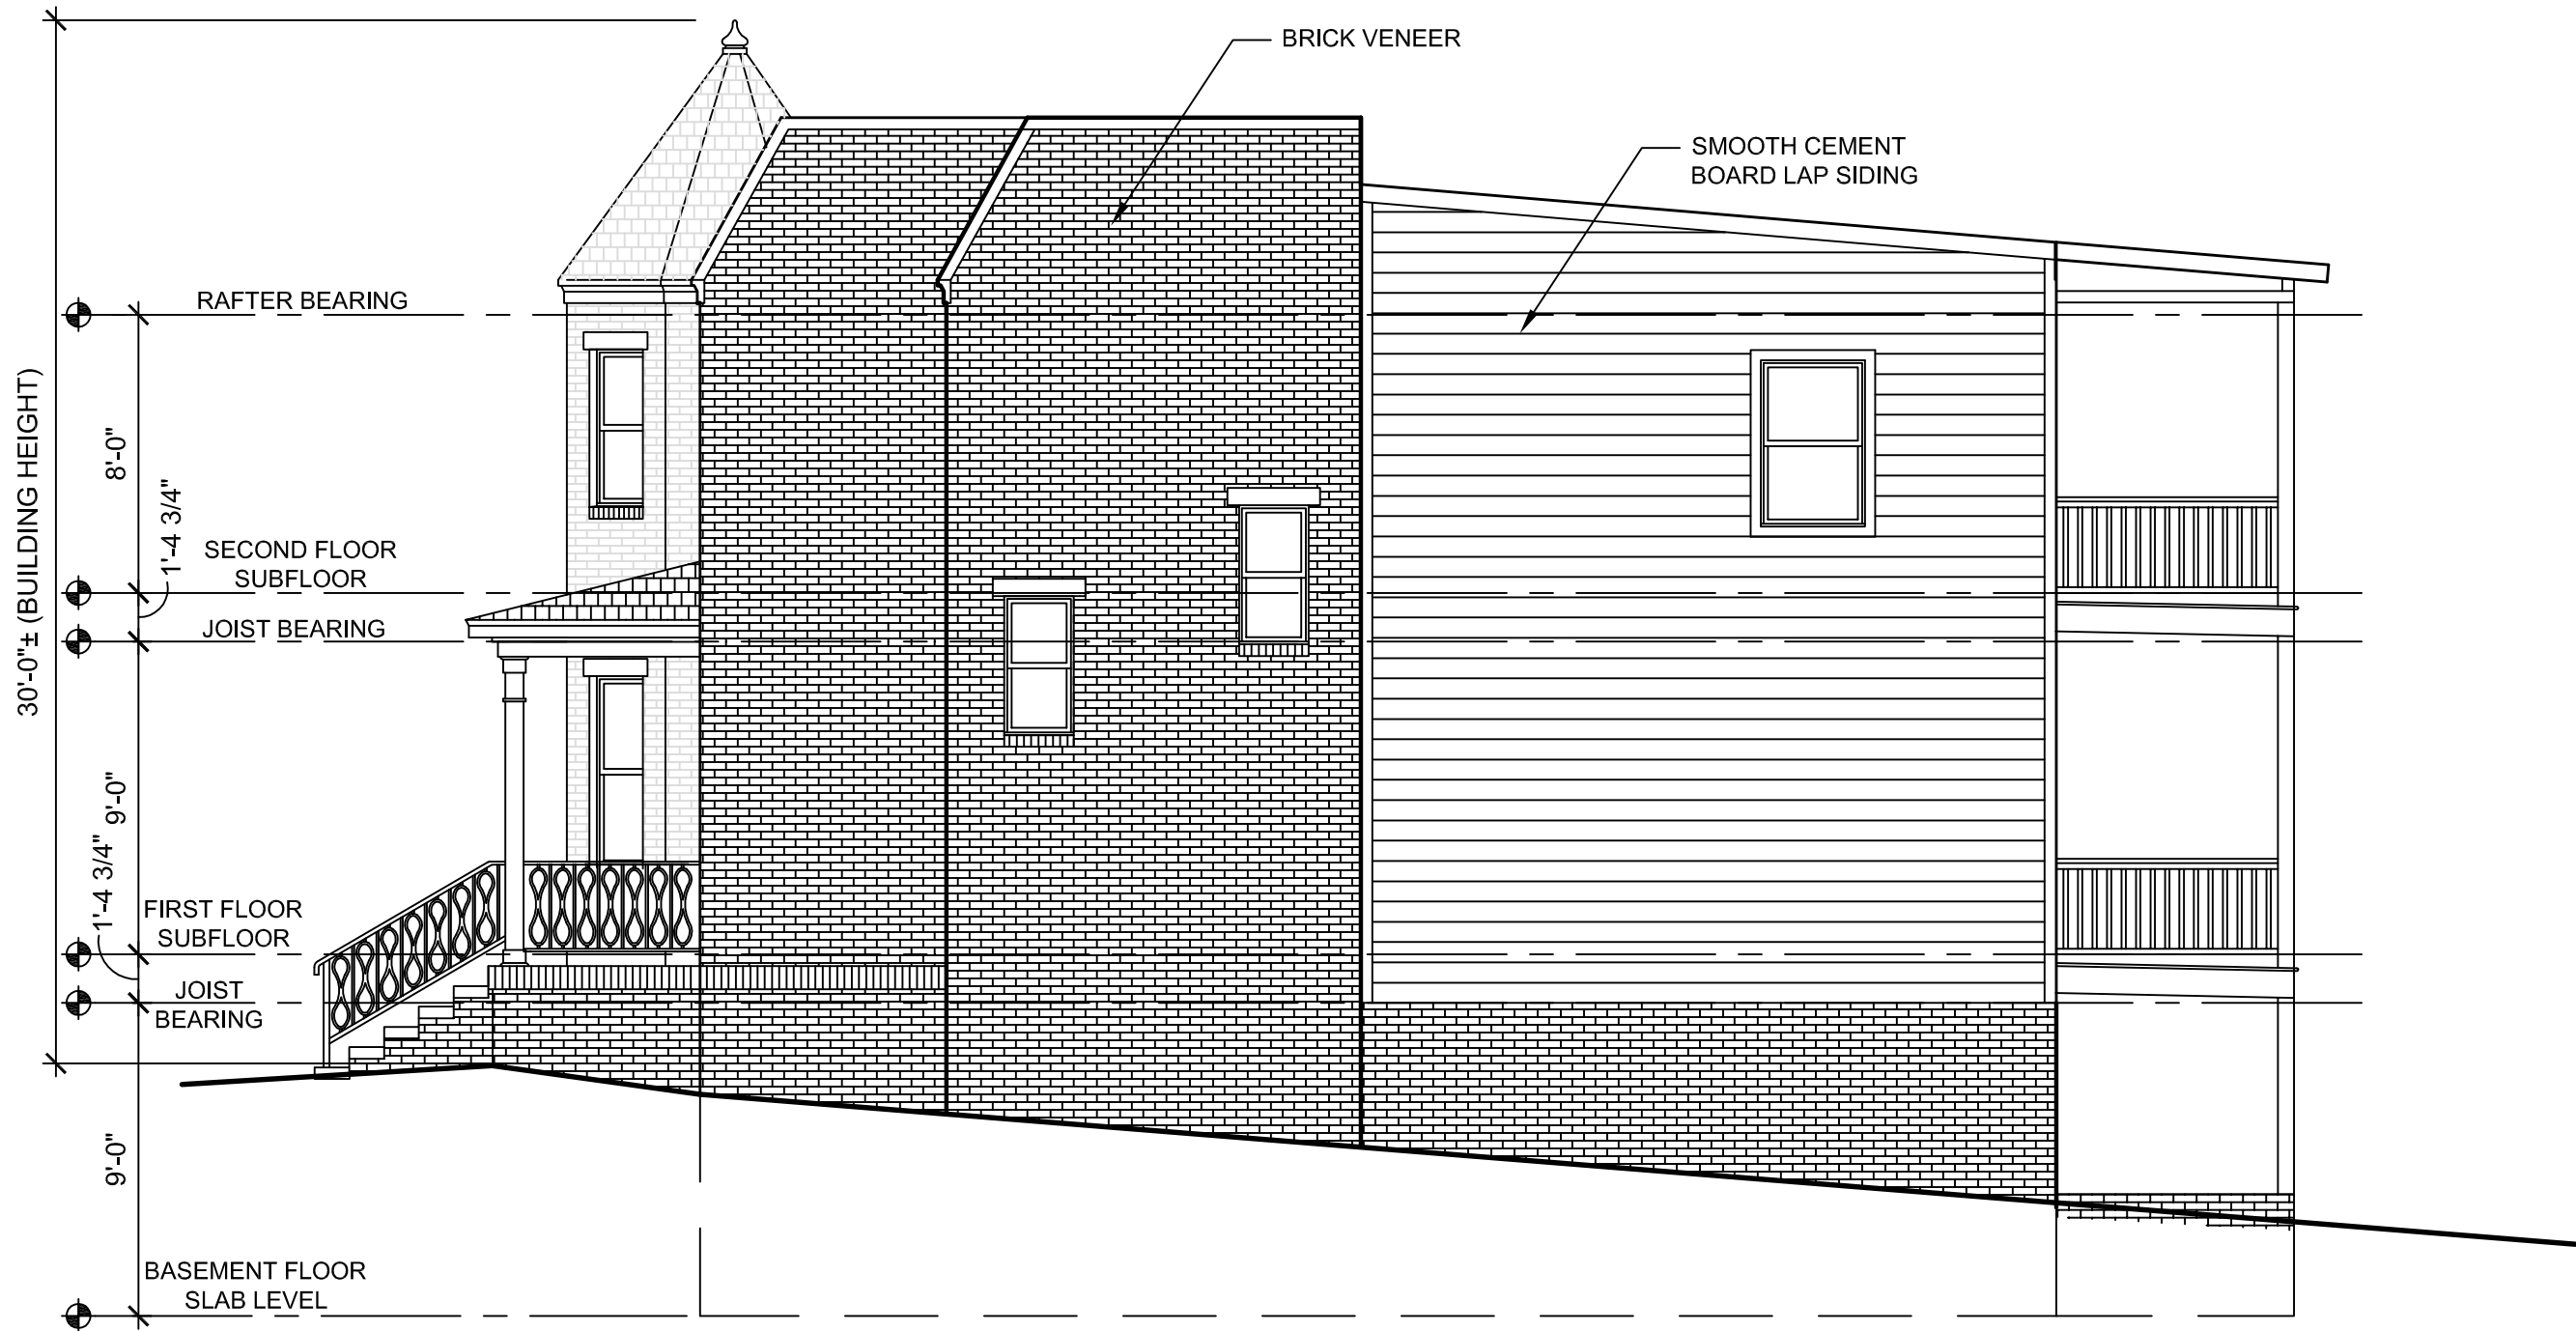 BRICK VENEER
SMOOTH CEMENT
BOARD LAP SIDING
RAFTER BEARING
30'-0"± (BUILDING HEIGHT)
8'-0"
1'-4 3/4"
SECOND FLOOR
SUBFLOOR
JOIST BEARING
9'-0"
1'-4 3/4"
FIRST FLOOR
SUBFLOOR
JOIST
BEARING
9'-0"
BASEMENT FLOOR
SLAB LEVEL